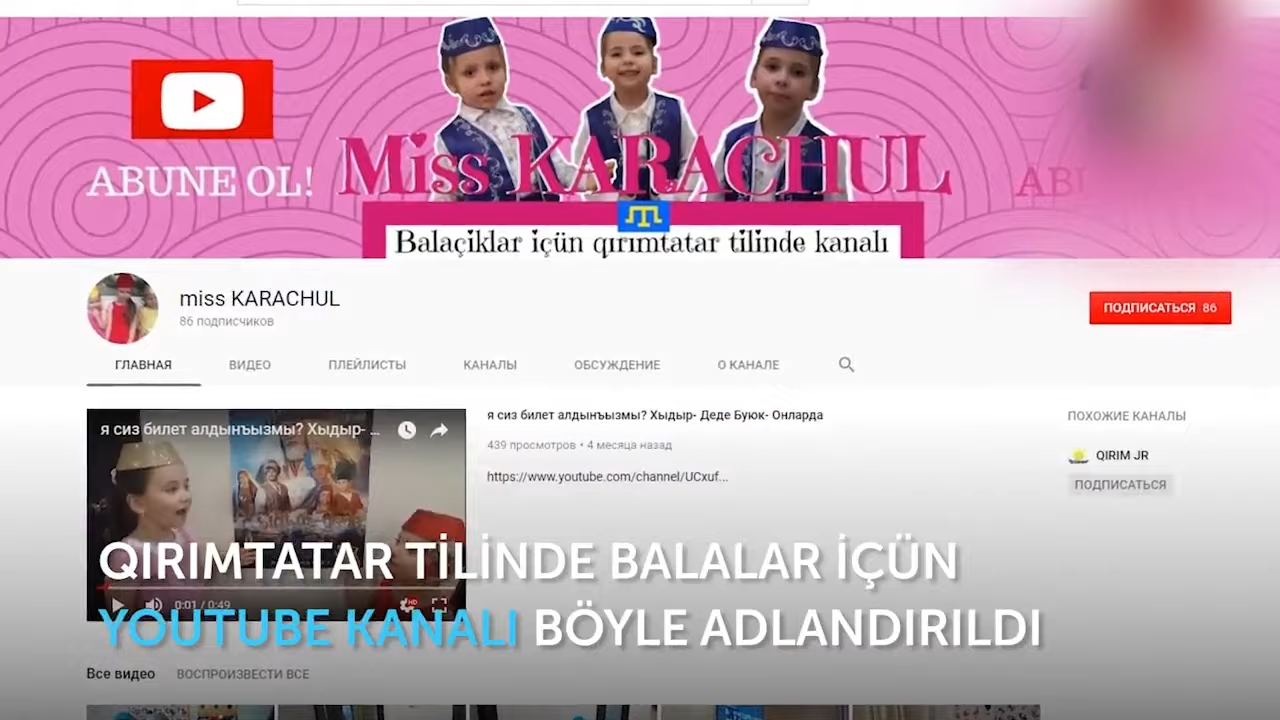 ABUNE OL!
Miss KARACHUL
ABU
Balaçiklar içün qırımtatar tilinde kanalı
miss KARACHUL
86 подписчиков
ПОДПИСАТЬСЯ 86
ГЛАВНАЯ ВИДЕО ПЛЕЙЛИСТЫ КАНАЛЫ ОБСУЖДЕНИЕ О КАНАЛЕ
я сиз билет алдынъызмы? Хыдыр- ...
я сиз билет алдынъызмы? Хыдыр- Деде Буюк- Онларда
439 просмотров • 4 месяца назад
https://www.youtube.com/channel/UCxuf...
ПОХОЖИЕ КАНАЛЫ
QIRIM JR
ПОДПИСАТЬСЯ
QIRIMTATAR TİLİNDE BALALAR İÇÜN
0:01 / 0:49
HD
YOUTUBE KANALI BÖYLE ADLANDIRILDI
Все видео ВОСПРОИЗВЕСТИ ВСЕ